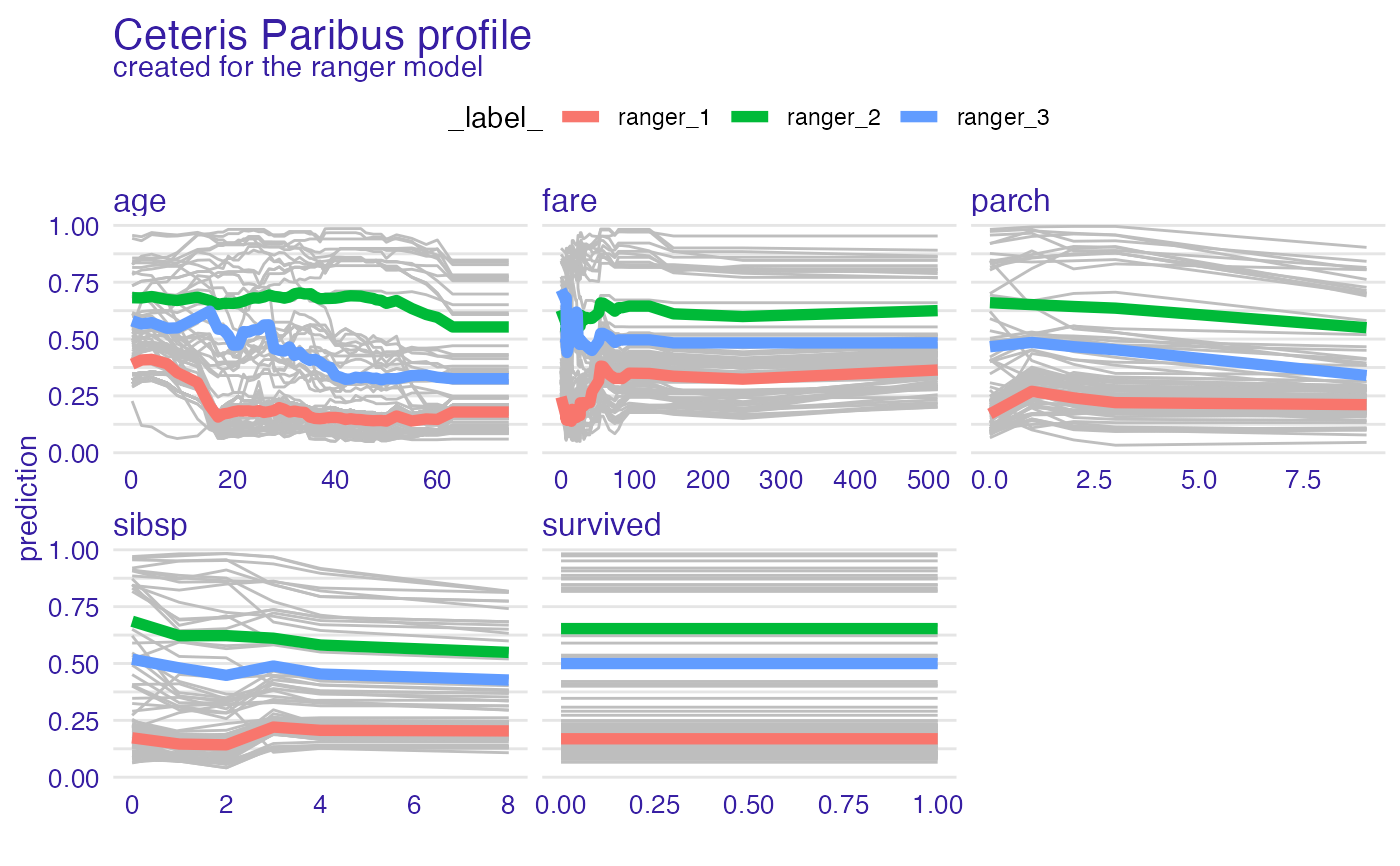 Ceteris Paribus profile
created for the ranger model
_label_ ranger_1 ranger_2 ranger_3
age fare parch
1.00
0.75
0.50
0.25
0.00
0 20 40 60 0 100 200 300 400 500 0.0 2.5 5.0 7.5
prediction
sibsp survived
1.00
0.75
0.50
0.25
0.00
0 2 4 6 8 0.00 0.25 0.50 0.75 1.00